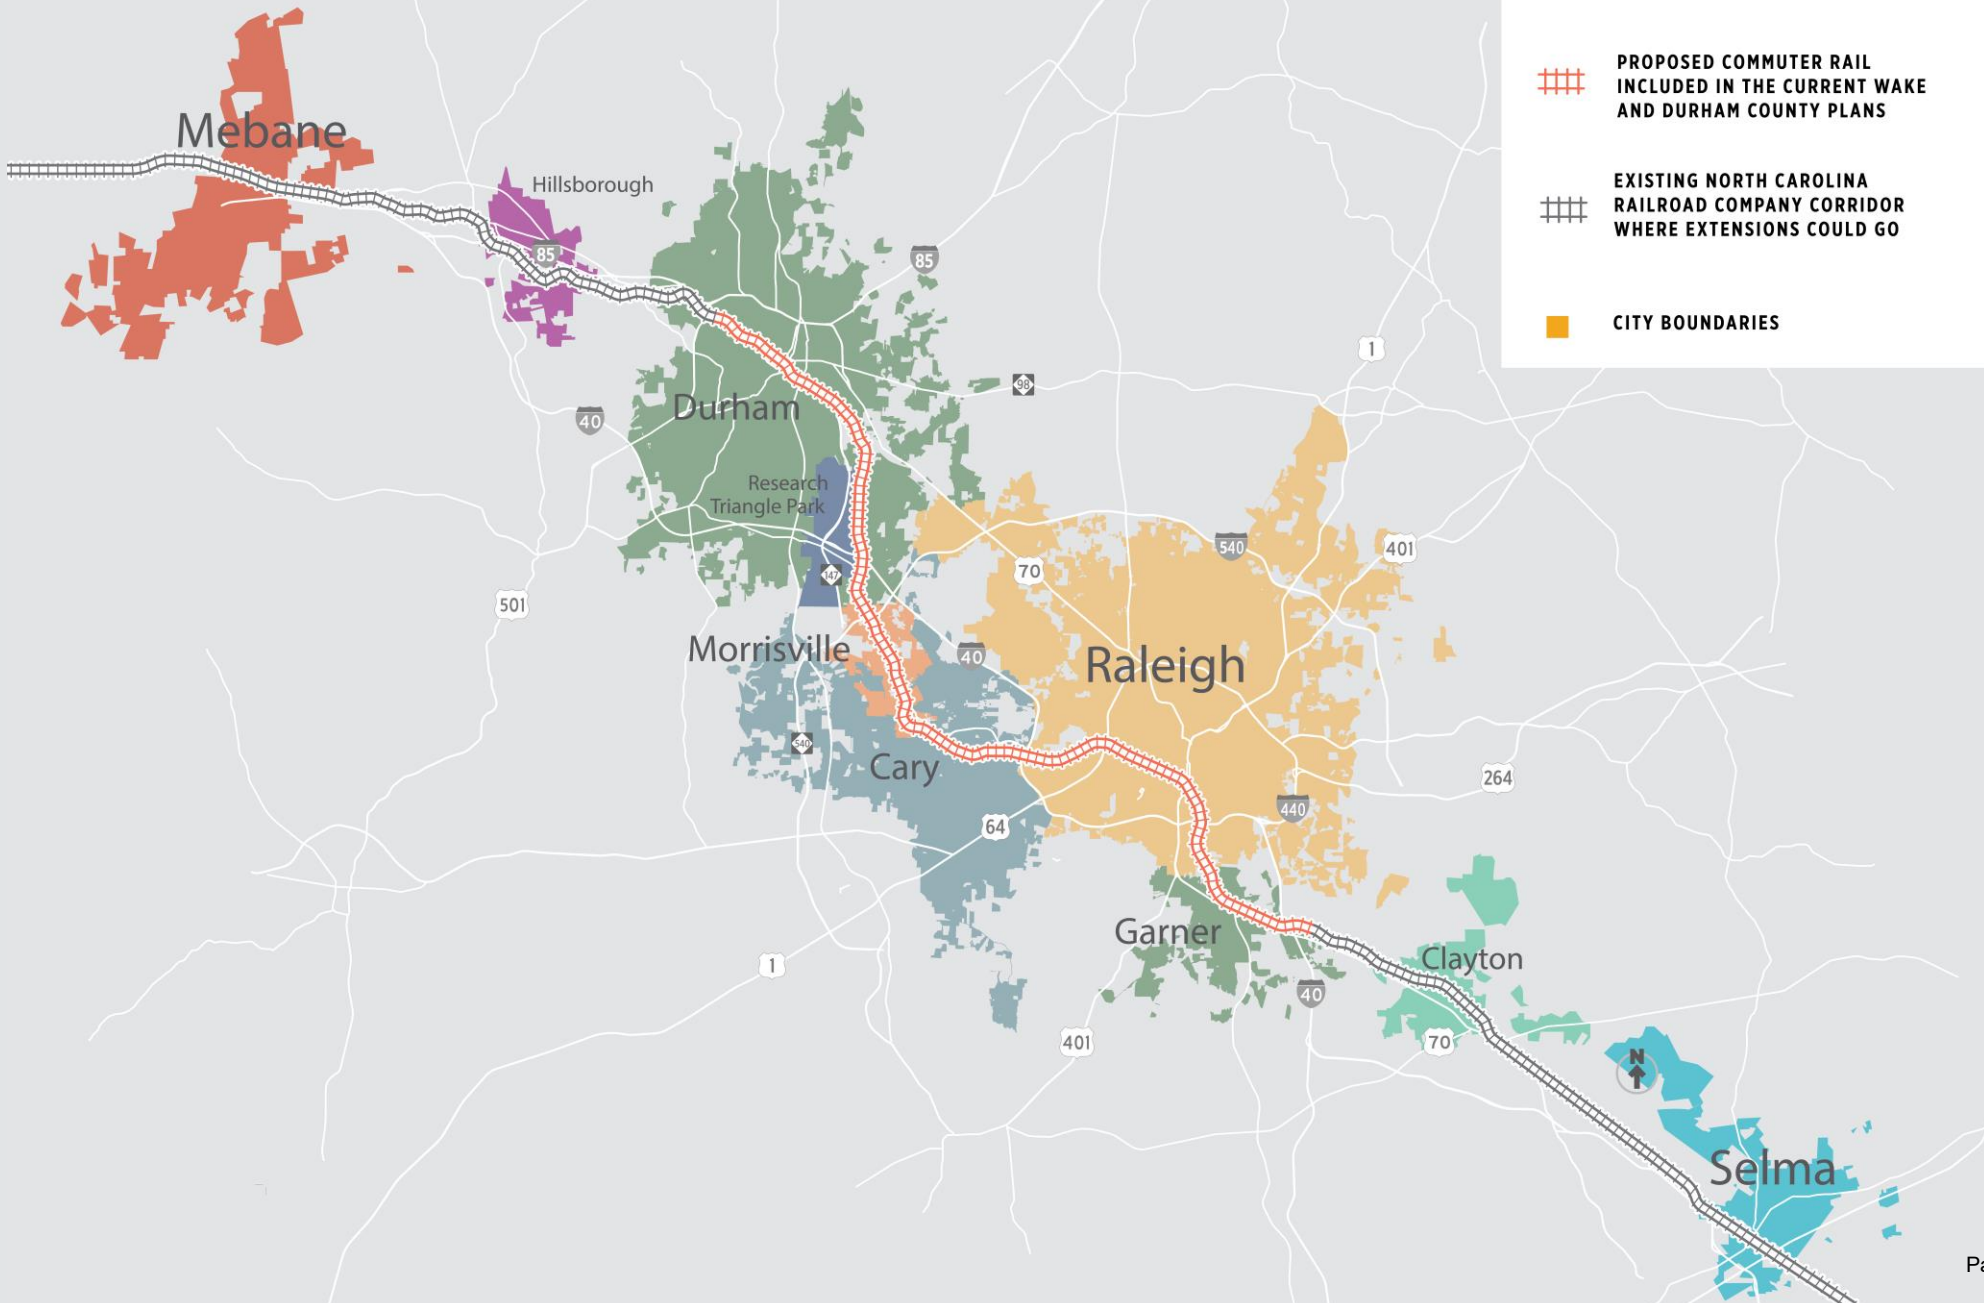 PROPOSED COMMUTER RAIL
INCLUDED IN THE CURRENT WAKE
AND DURHAM COUNTY PLANS
EXISTING NORTH CAROLINA
RAILROAD COMPANY CORRIDOR
WHERE EXTENSIONS COULD GO
CITY BOUNDARIES
Mebane
Hillsborough
85
85
1
98
Durham
40
Research
Triangle Park
540
401
70
147
501
Morrisville
40
Raleigh
540
Cary
264
440
64
Garner
Clayton
1
40
401
70
N
Selma
Pa